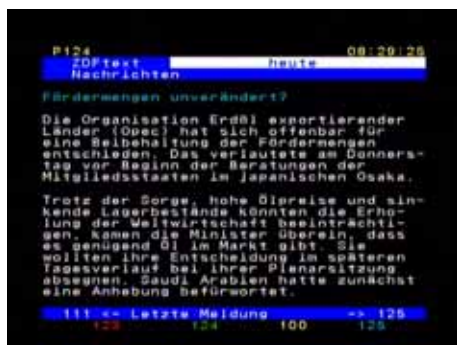 P124 08:29:26
ZDFtext heute
Nachrichten
Fördermengen unverändert?
Die Organisation Erdöl exportierender
Länder (Opec) hat sich offenbar für
eine Beibehaltung der Fördermengen
entschieden. Das verlautete am Donners-
tag vor Beginn der Beratungen der
Mitgliedsstaaten im japanischen Osaka.
Trotz der Sorge, hohe Ölpreise und sin-
kende Lagerbestände könnten die Erho-
lung der Weltwirtschaft beeinträchti-
gen, kamen die Minister überein, dass
es genügend Öl im Markt gibt. Sie
wollten ihre Entscheidung im späteren
Tagesverlauf bei ihrer Plenarsitzung
absegnen. Saudi Arabien hatte zunächst
eine Anhebung befürwortet.
111 <- Letzte Meldung -> 125
123 124 100 125